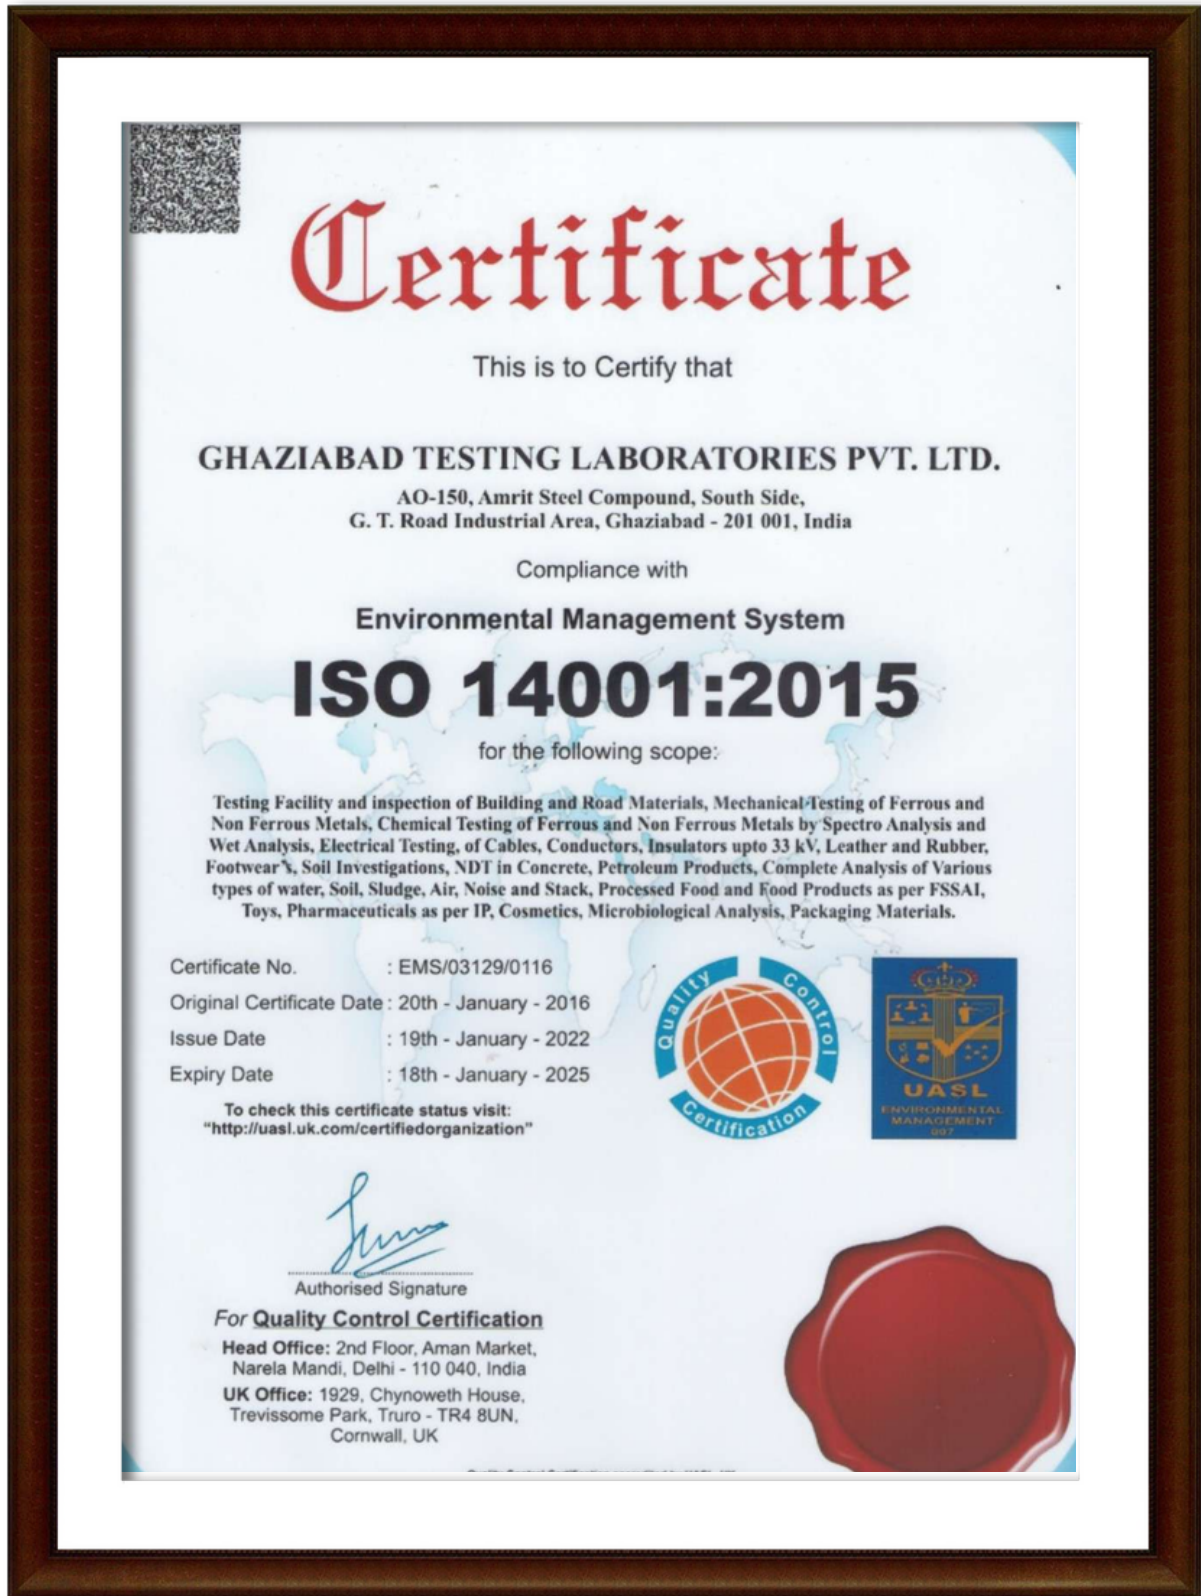 Certificate
This is to Certify that
GHAZIABAD TESTING LABORATORIES PVT. LTD.
AO-150, Amrit Steel Compound, South Side,
G. T. Road Industrial Area, Ghaziabad - 201 001, India
Compliance with
Environmental Management System
ISO 14001:2015
for the following scope:
Testing Facility and inspection of Building and Road Materials, Mechanical Testing of Ferrous and
Non Ferrous Metals, Chemical Testing of Ferrous and Non Ferrous Metals by Spectro Analysis and
Wet Analysis, Electrical Testing, of Cables, Conductors, Insulators upto 33 kV, Leather and Rubber,
Footwear's, Soil Investigations, NDT in Concrete, Petroleum Products, Complete Analysis of Various
types of water, Soil, Sludge, Air, Noise and Stack, Processed Food and Food Products as per FSSAI,
Toys, Pharmaceuticals as per IP, Cosmetics, Microbiological Analysis, Packaging Materials.
Certificate No. : EMS/03129/0116
Original Certificate Date : 20th - January - 2016
Issue Date : 19th - January - 2022
Expiry Date : 18th - January - 2025
To check this certificate status visit:
"http://uasl.uk.com/certifiedorganization"
Quality Control
Certification
UASL
ENVIRONMENTAL
MANAGEMENT
007
Authorised Signature
For Quality Control Certification
Head Office: 2nd Floor, Aman Market,
Narela Mandi, Delhi - 110 040, India
UK Office: 1929, Chynoweth House,
Trevissome Park, Truro - TR4 8UN,
Cornwall, UK